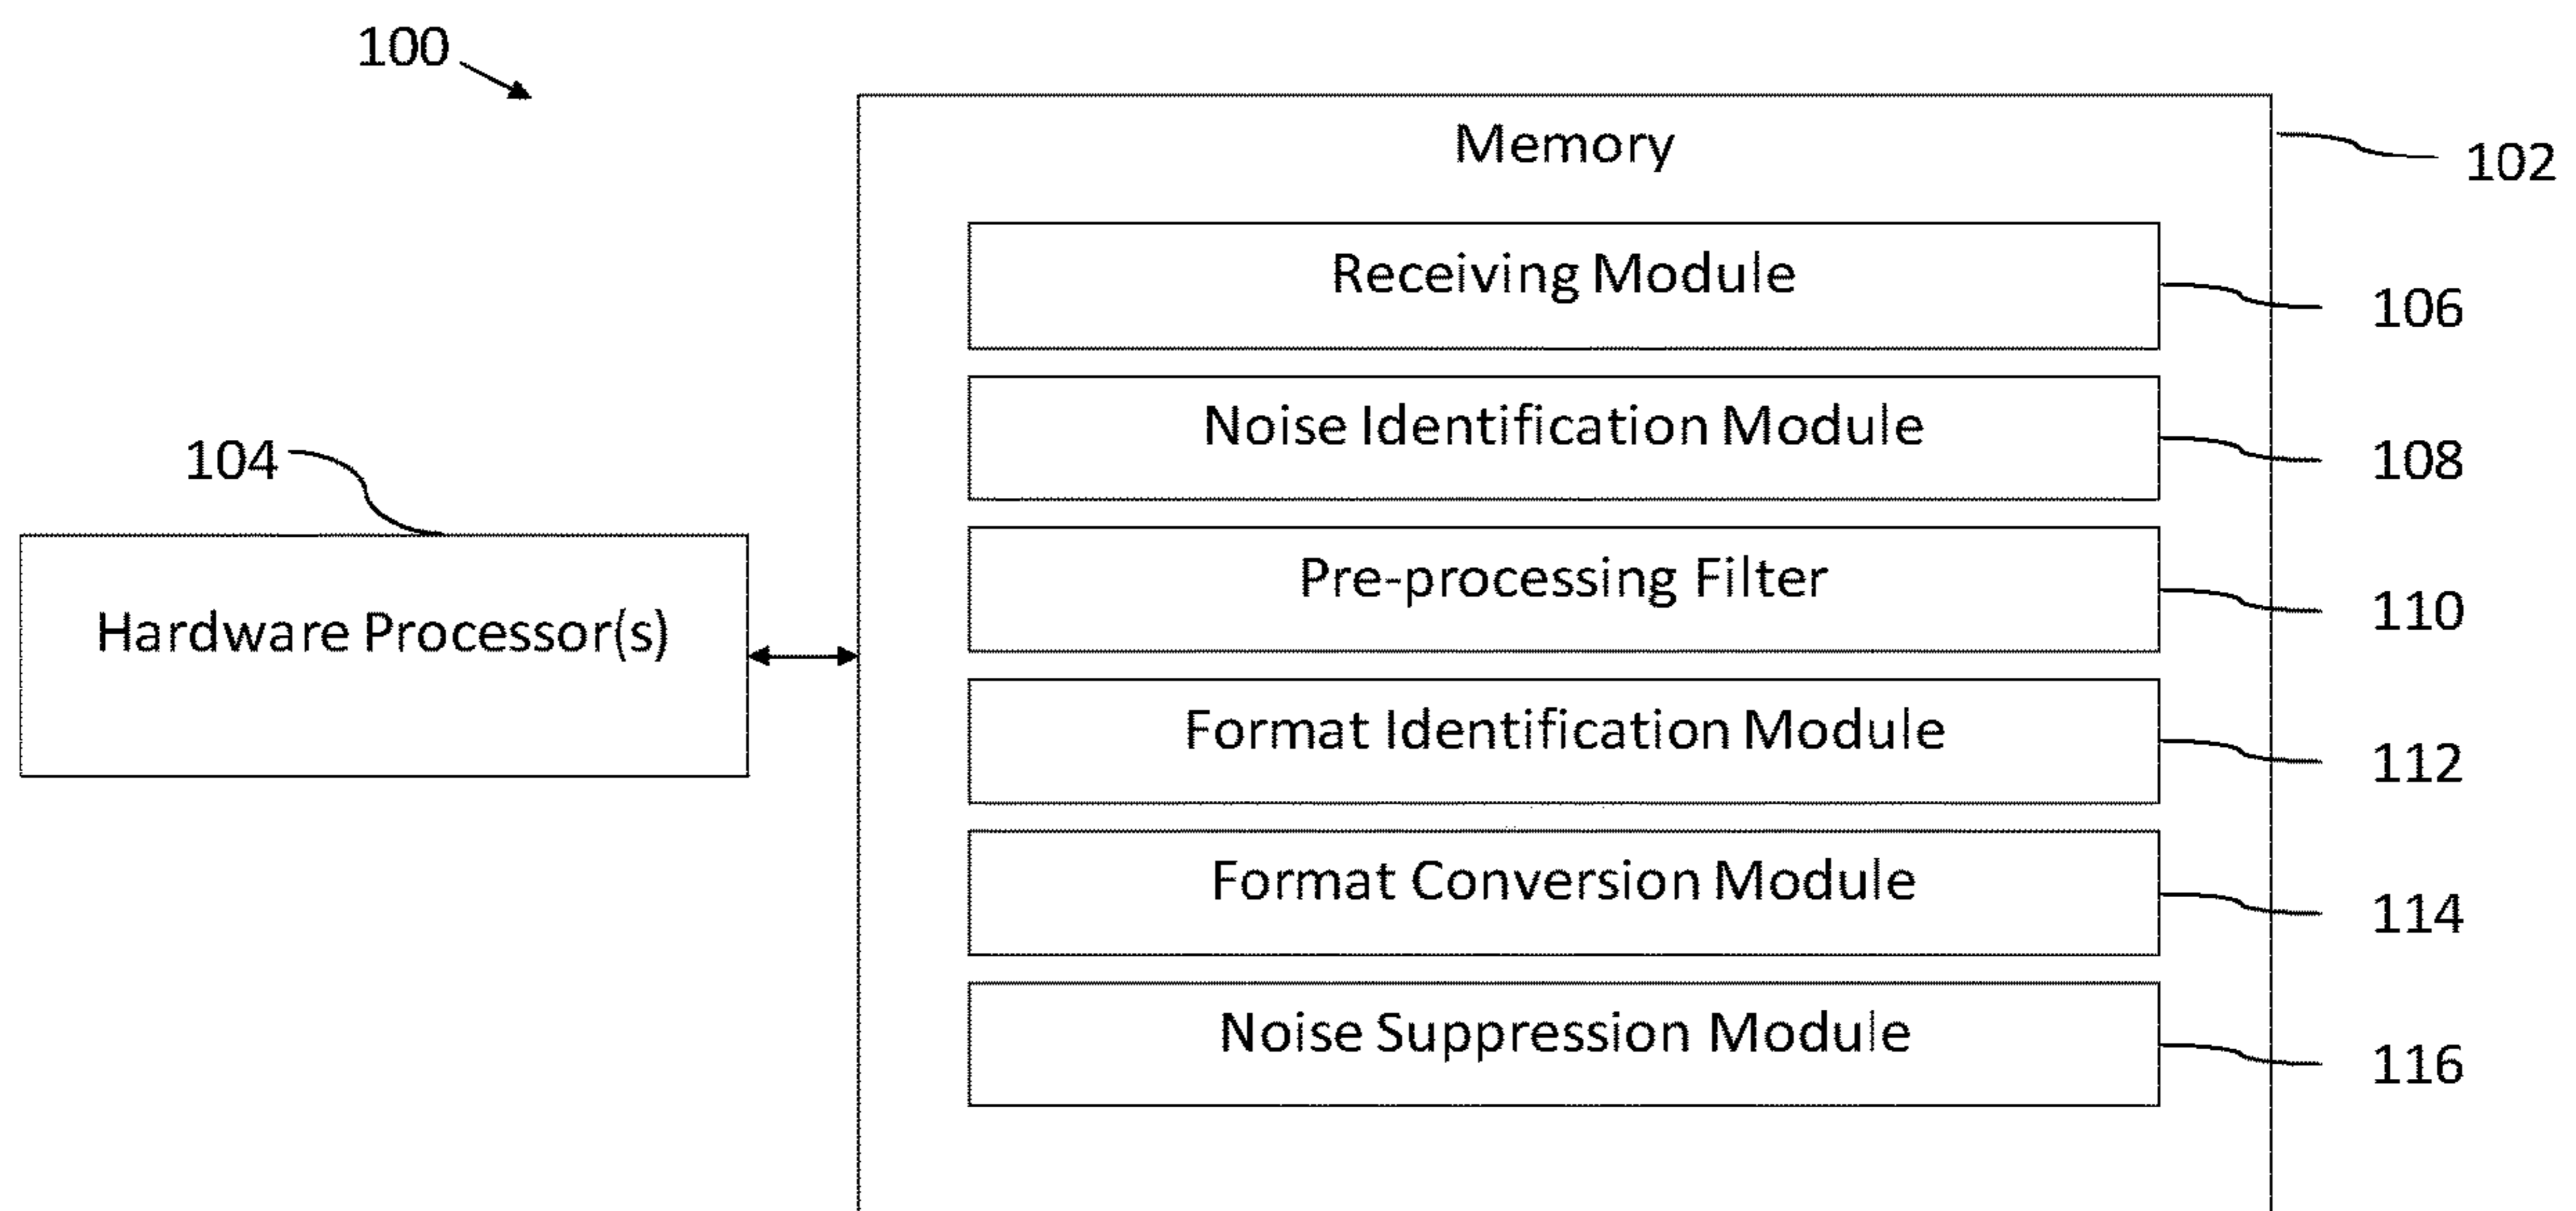 100
Memory
102
Receiving Module
106
Noise Identification Module
108
104
Pre-processing Filter
110
Hardware Processor(s)
Format Identification Module
112
Format Conversion Module
114
Noise Suppression Module
116